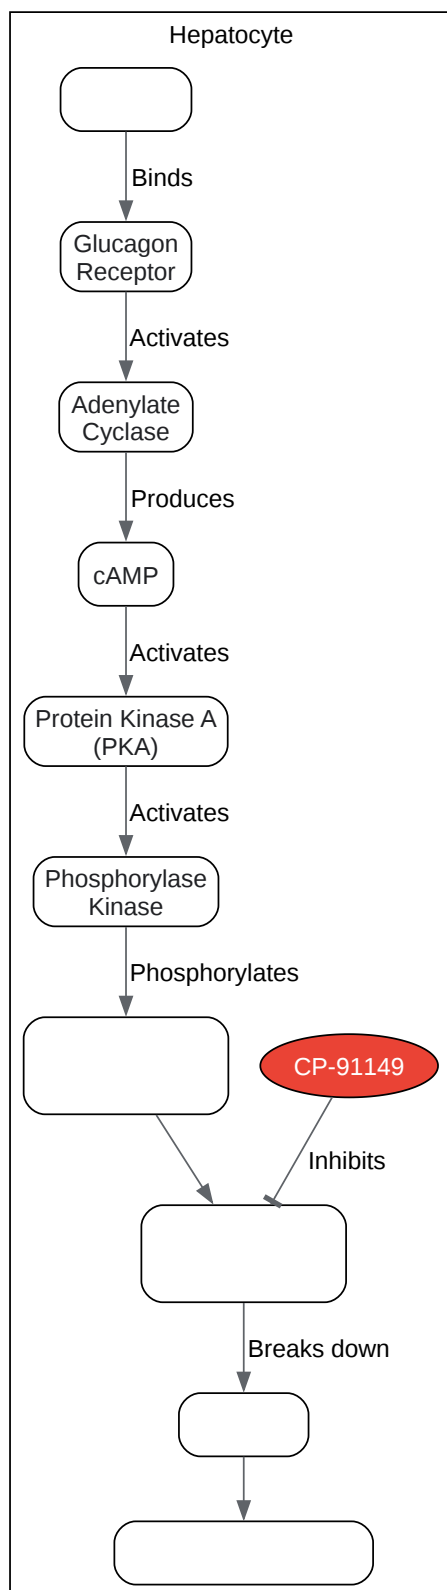 Hepatocyte
Binds
Glucagon
Receptor
Activates
Adenylate
Cyclase
Produces
cAMP
Activates
Protein Kinase A
(PKA)
Activates
Phosphorylase
Kinase
Phosphorylates
CP-91149
Inhibits
Breaks down